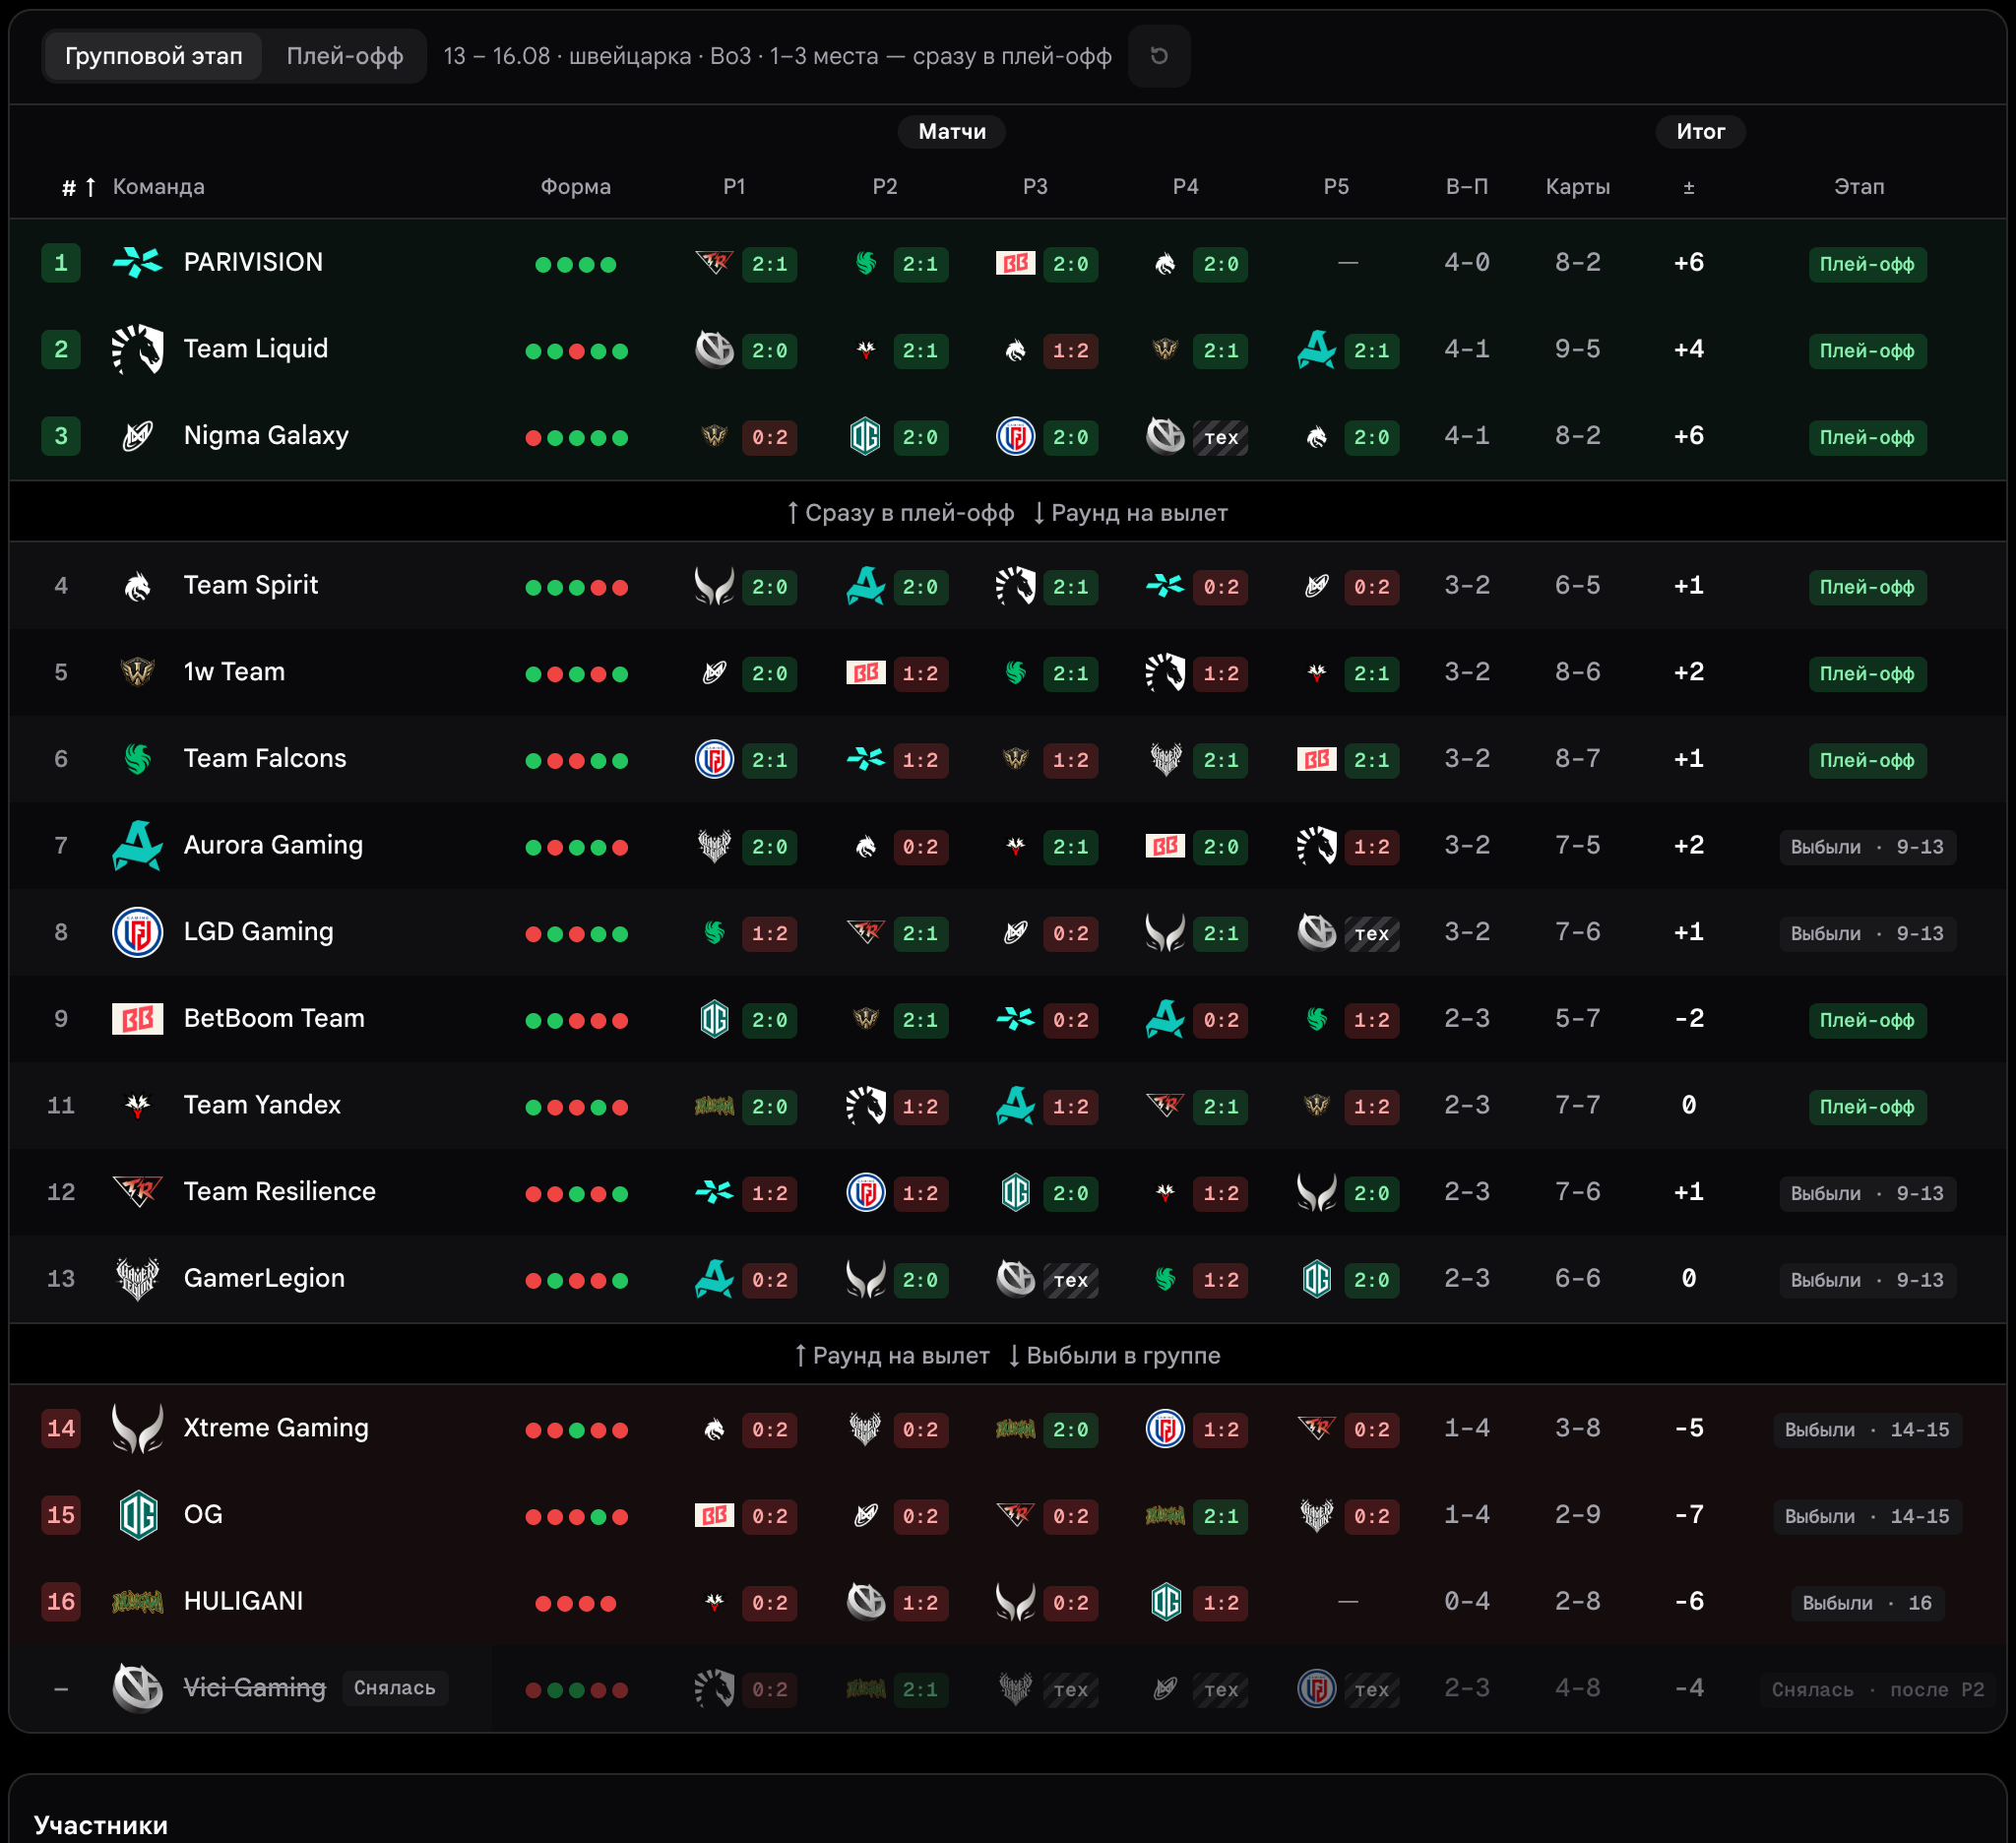 Групповой этап Плей-офф 13 – 16.08 · швейцарка · Bo3 · 1–3 места — сразу в плей-офф
Матчи Итог
# ↑ Команда Форма Р1 Р2 Р3 Р4 Р5 В–П Карты ± Этап
1 PARIVISION 2:1 2:1 2:0 2:0 — 4–0 8–2 +6 Плей-офф
2 Team Liquid 2:0 2:1 1:2 2:1 2:1 4–1 9–5 +4 Плей-офф
3 Nigma Galaxy 0:2 2:0 2:0 тех 2:0 4–1 8–2 +6 Плей-офф
↑ Сразу в плей-офф ↓ Раунд на вылет
4 Team Spirit 2:0 2:0 2:1 0:2 0:2 3–2 6–5 +1 Плей-офф
5 1w Team 2:0 1:2 2:1 1:2 2:1 3–2 8–6 +2 Плей-офф
6 Team Falcons 2:1 1:2 1:2 2:1 2:1 3–2 8–7 +1 Плей-офф
7 Aurora Gaming 2:0 0:2 2:1 2:0 1:2 3–2 7–5 +2 Выбыли · 9–13
8 LGD Gaming 1:2 2:1 0:2 2:1 тех 3–2 7–6 +1 Выбыли · 9–13
9 BetBoom Team 2:0 2:1 0:2 0:2 1:2 2–3 5–7 -2 Плей-офф
11 Team Yandex 2:0 1:2 1:2 2:1 1:2 2–3 7–7 0 Плей-офф
12 Team Resilience 1:2 1:2 2:0 1:2 2:0 2–3 7–6 +1 Выбыли · 9–13
13 GamerLegion 0:2 2:0 тех 1:2 2:0 2–3 6–6 0 Выбыли · 9–13
↑ Раунд на вылет ↓ Выбыли в группе
14 Xtreme Gaming 0:2 0:2 2:0 1:2 0:2 1–4 3–8 -5 Выбыли · 14–15
15 OG 0:2 0:2 0:2 2:1 0:2 1–4 2–9 -7 Выбыли · 14–15
16 HULIGANI 0:2 1:2 0:2 1:2 — 0–4 2–8 -6 Выбыли · 16
– Vici Gaming Снялась 0:2 2:1 тех тех тех 2–3 4–8 -4 Снялась · после Р2
Участники